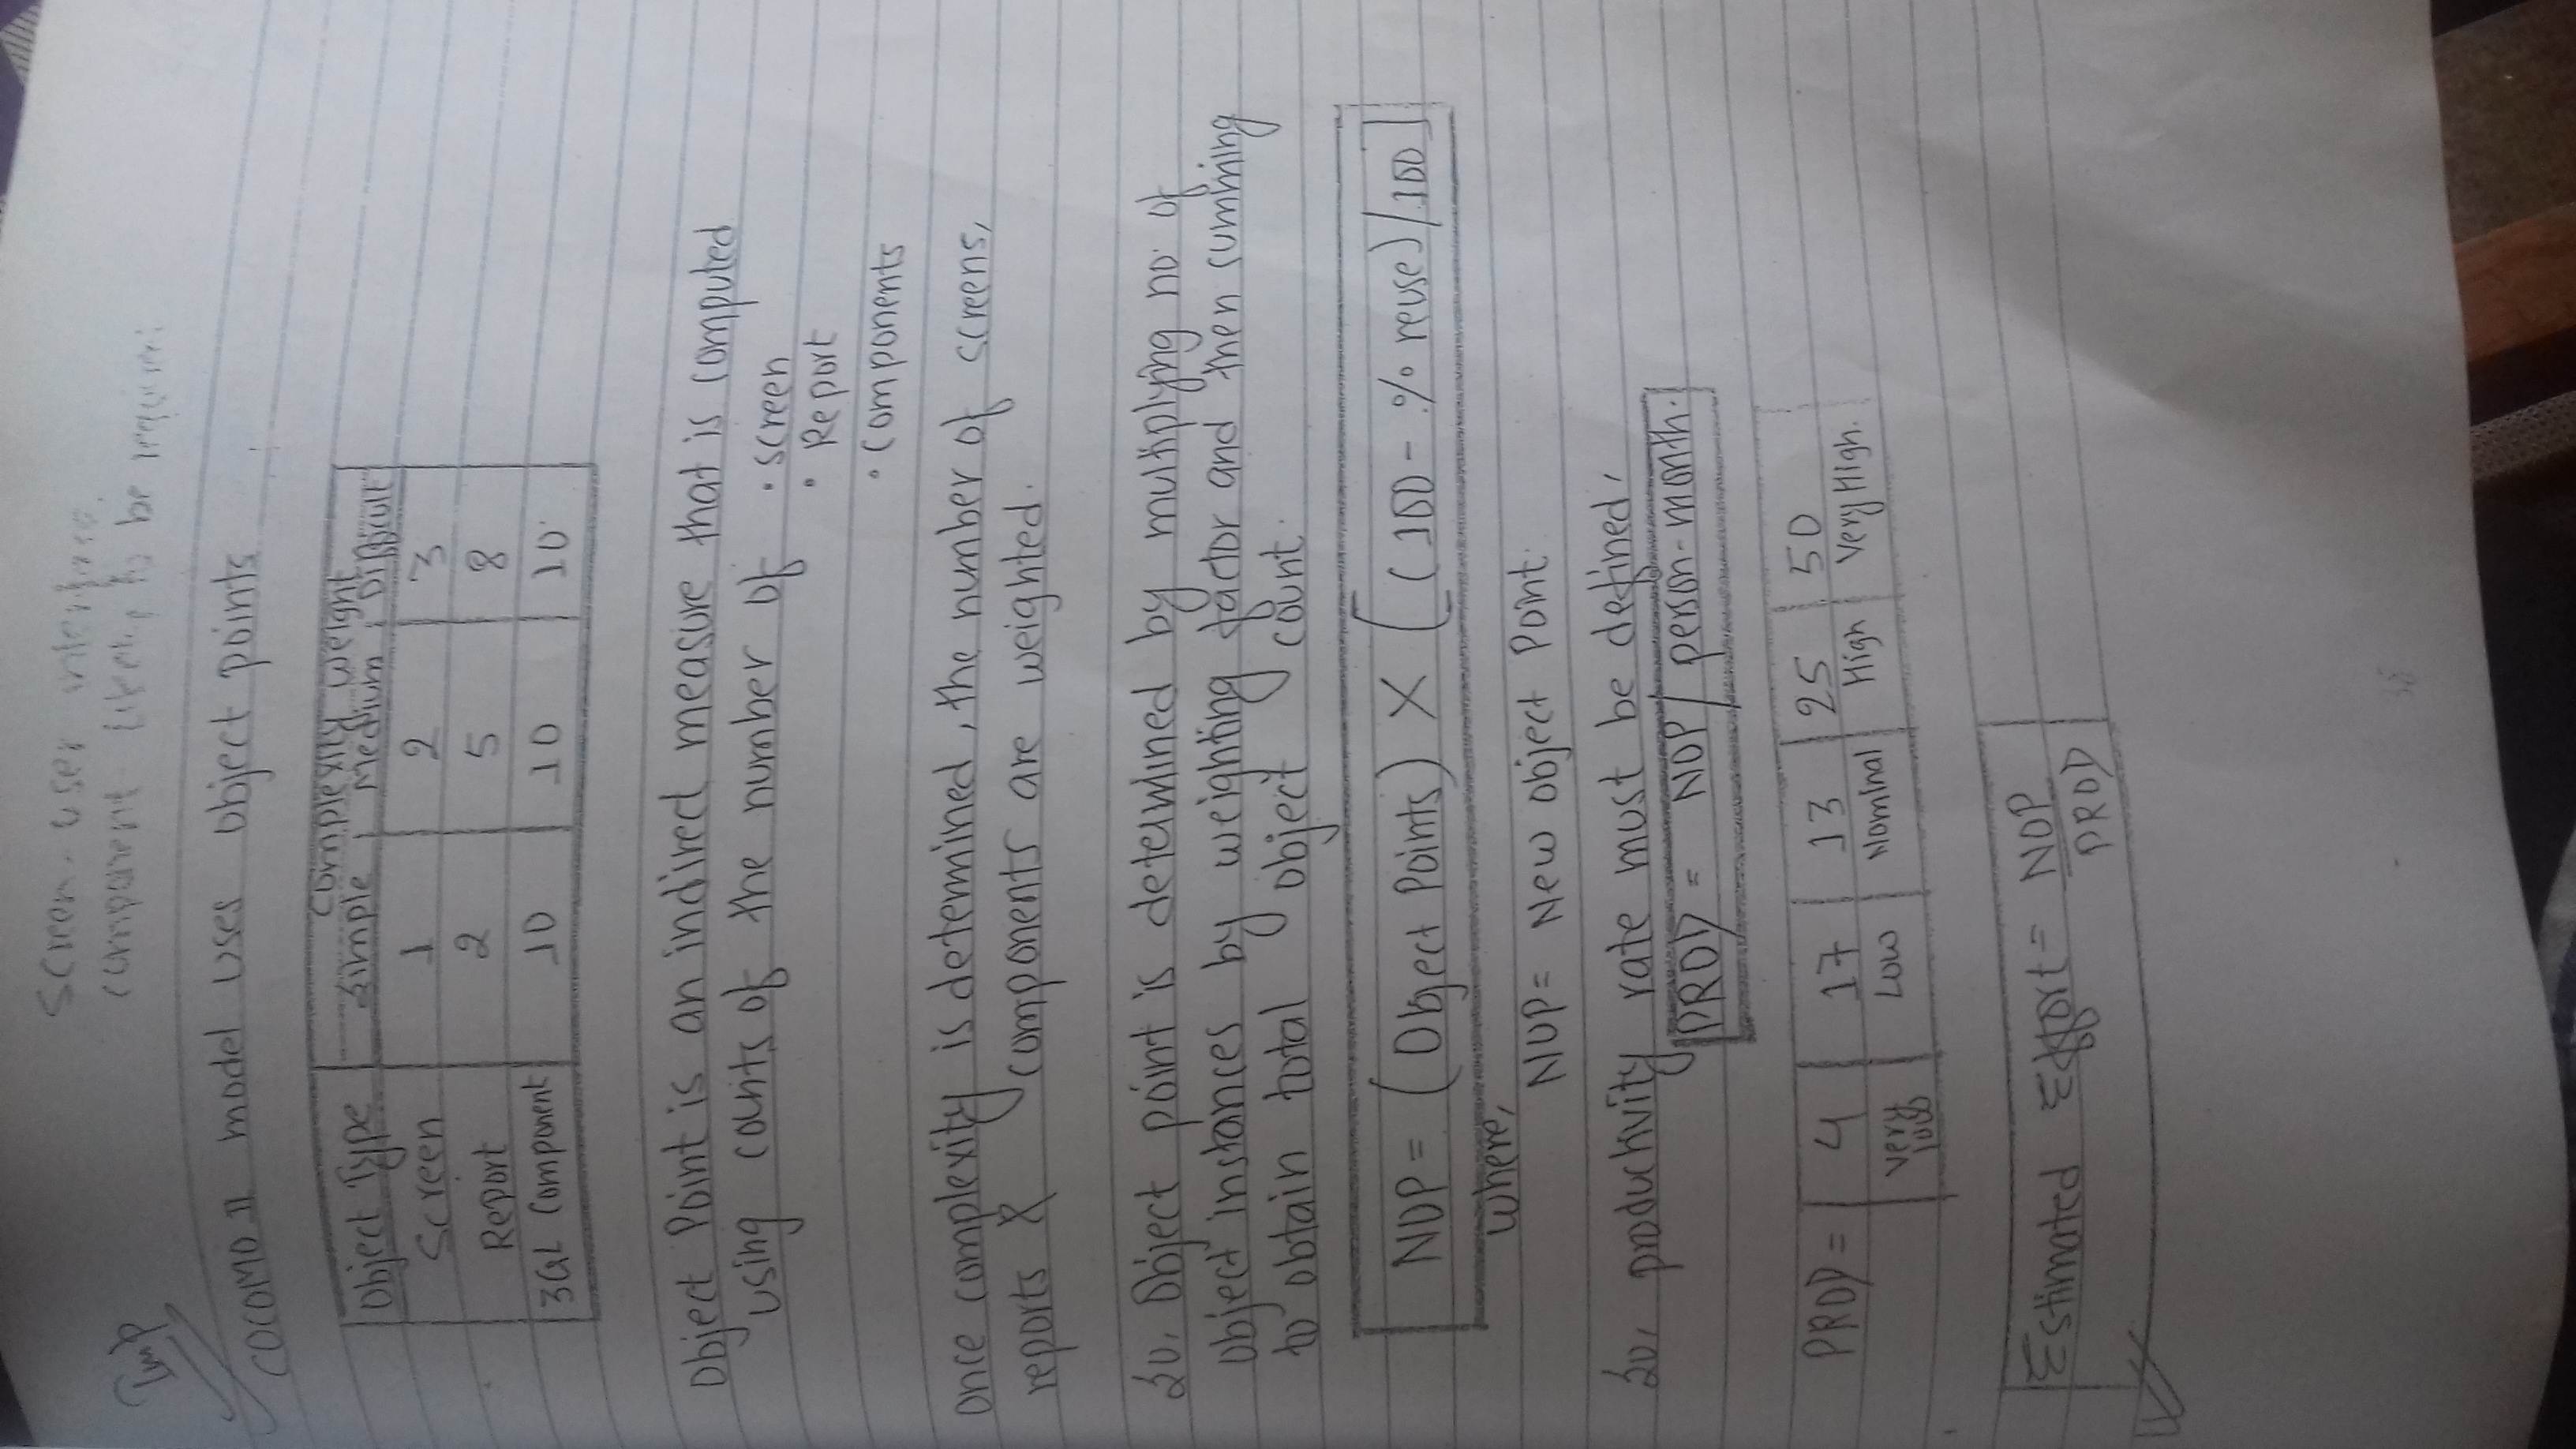 Screen. user interface.
component likely to be require
Imp
COCOMO II model uses object points
Complexity weight
Object Type Simple Medium Difficult
Screen 1 2 3
Report 2 5 8
3GL Component 10 10 10
Object Point is an indirect measure that is computed
using counts of the number of • screen
• Report
• Components
once complexity is determined, the number of screens,
reports & components are weighted.
So, Object point is determined by multiplying no. of
object instances by weighting factor and then summing
to obtain total object count.
NOP = (Object Points) X [(100 - % reuse)/100]
where,
NOP = New object Point.
So, productivity rate must be defined,
PROD = NOP/person-month.
PROD = 4 17 13 25 50
very low Low Nominal High Very High.
Estimated Effort = NOP
PROD